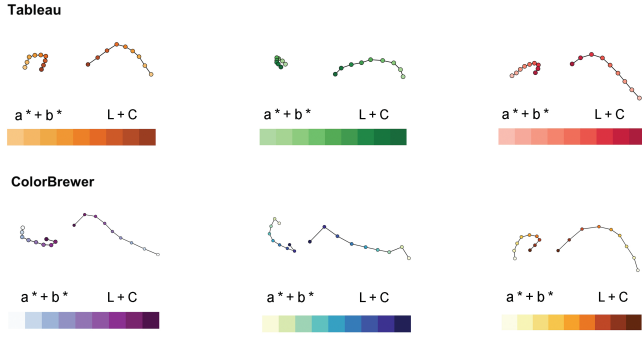 Tableau
a * + b * L + C a * + b * L + C a * + b * L + C
ColorBrewer
a * + b * L + C a * + b * L + C a * + b * L + C